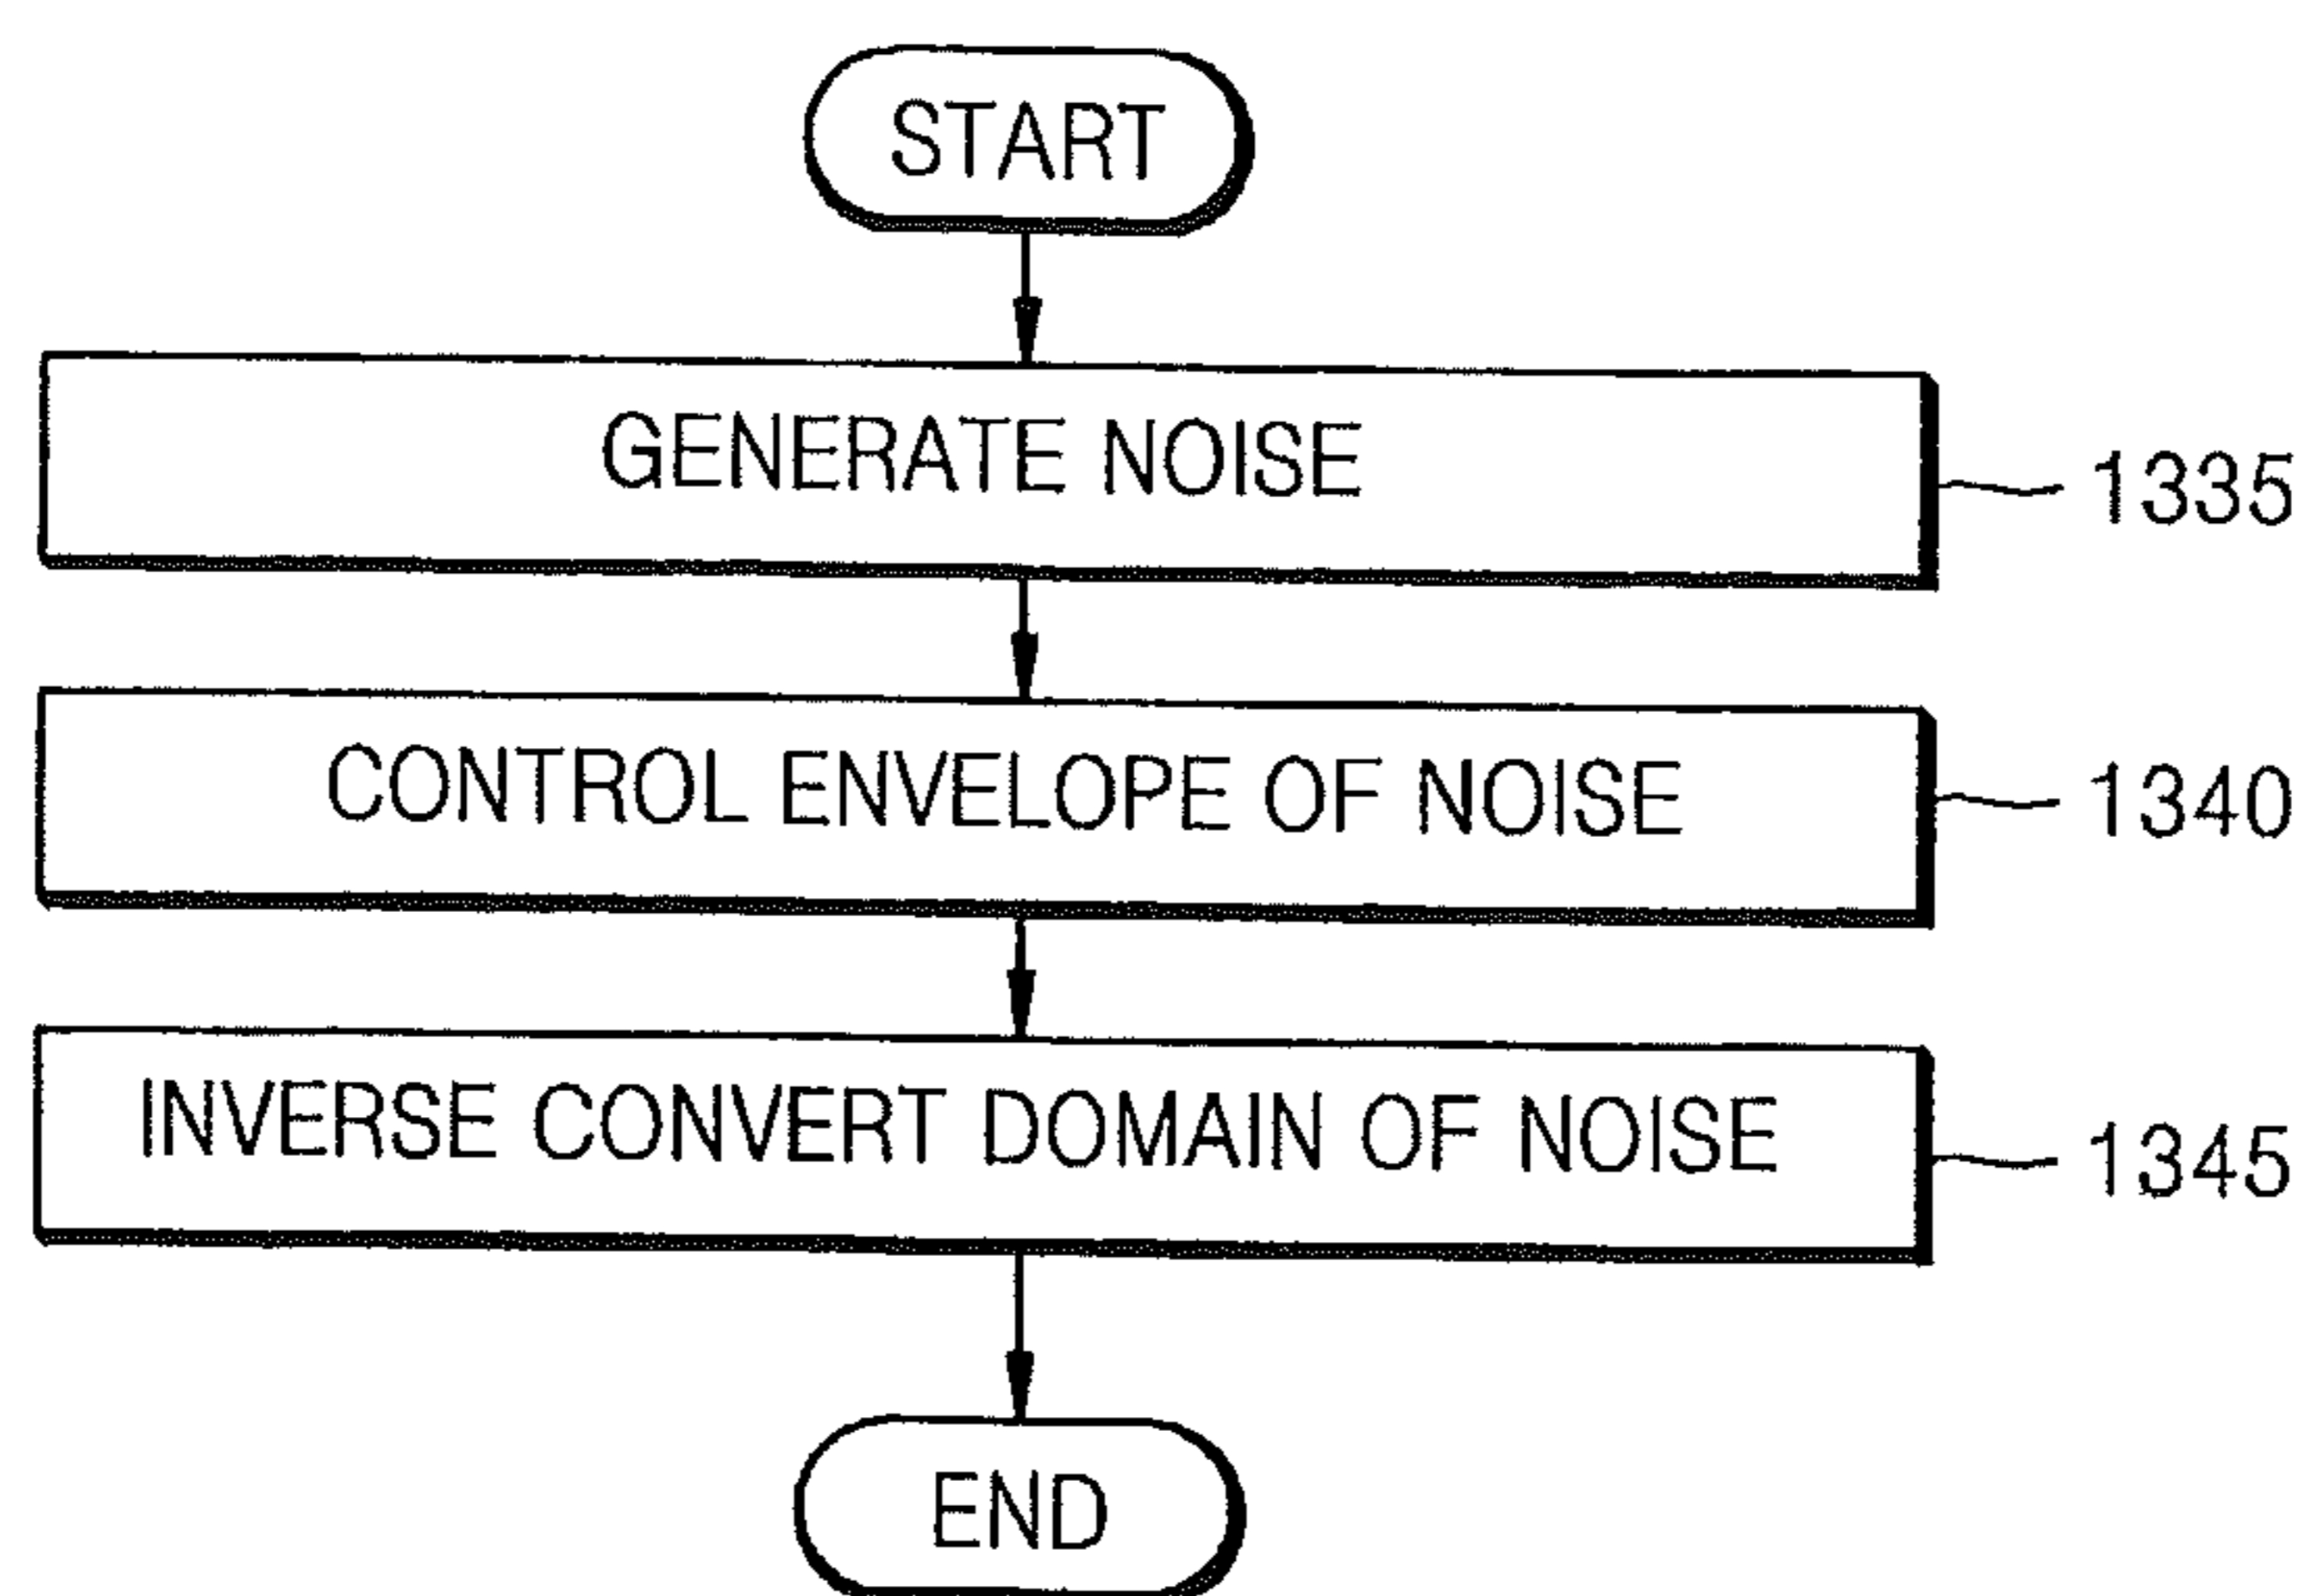 START
GENERATE NOISE
1335
CONTROL ENVELOPE OF NOISE
1340
INVERSE CONVERT DOMAIN OF NOISE
1345
END